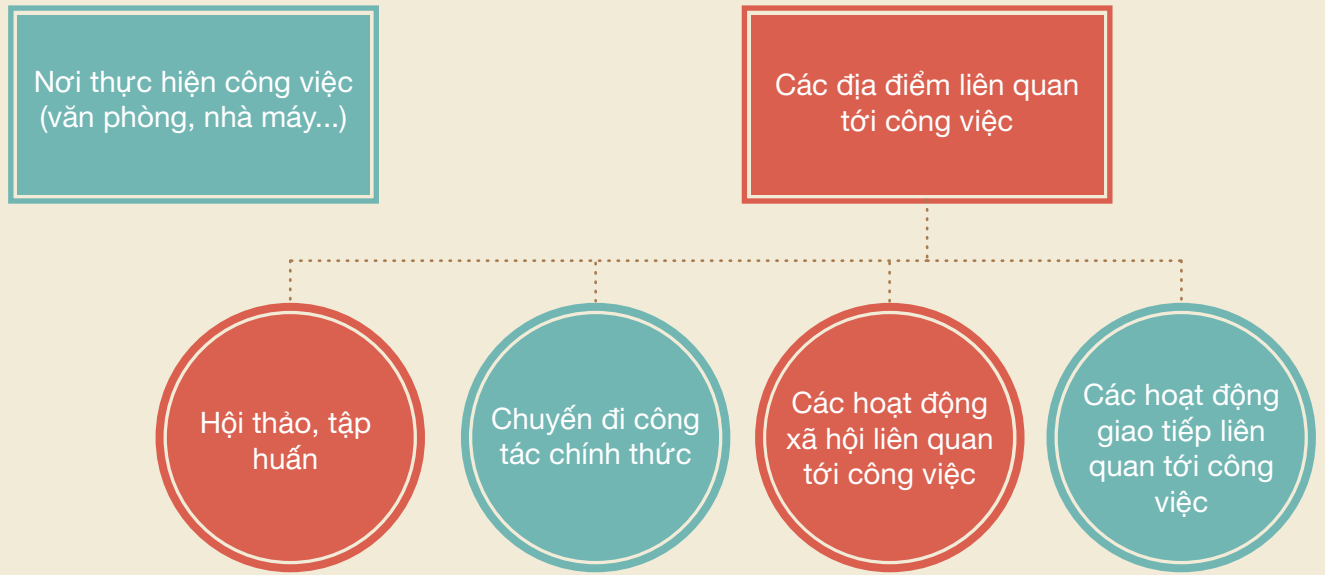 Nơi thực hiện công việc
(văn phòng, nhà máy...)
Các địa điểm liên quan
tới công việc
Hội thảo, tập
huấn
Chuyến đi công
tác chính thức
Các hoạt động
xã hội liên quan
tới công việc
Các hoạt động
giao tiếp liên
quan tới công
việc